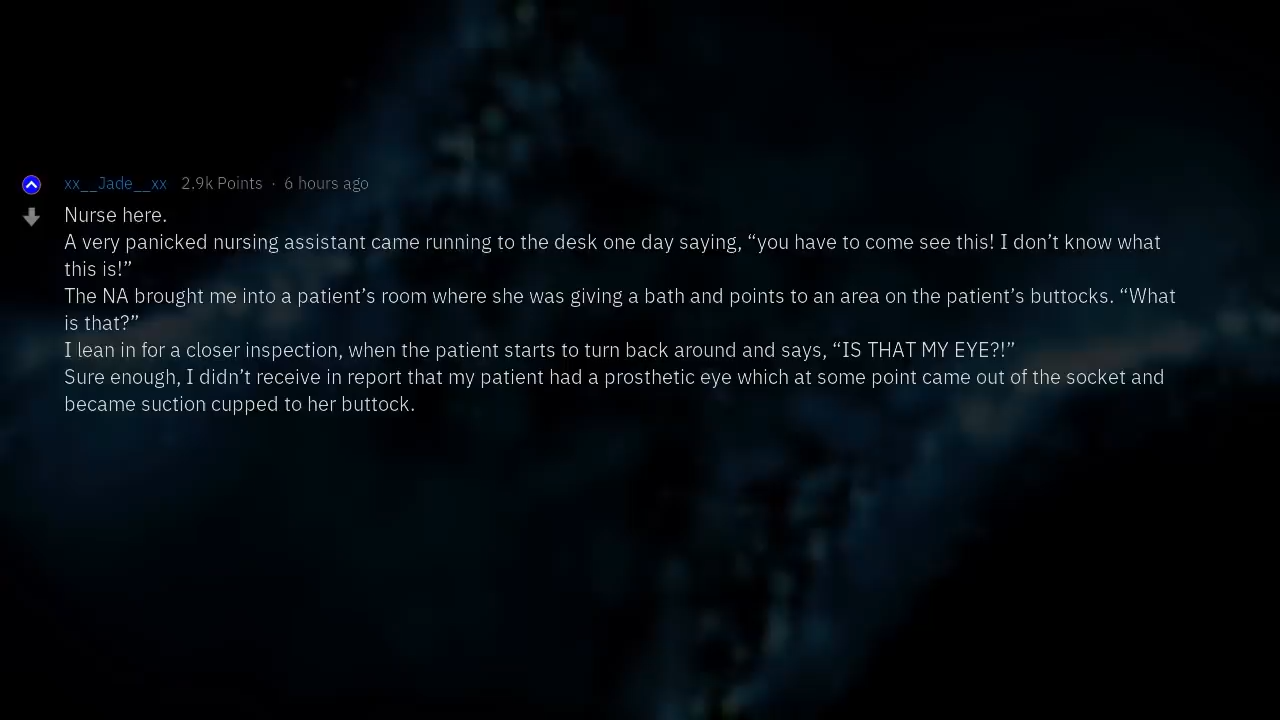 xx__Jade__xx 2.9k Points · 6 hours ago
Nurse here.
A very panicked nursing assistant came running to the desk one day saying, “you have to come see this! I don’t know what
this is!”
The NA brought me into a patient’s room where she was giving a bath and points to an area on the patient’s buttocks. “What
is that?”
I lean in for a closer inspection, when the patient starts to turn back around and says, “IS THAT MY EYE?!”
Sure enough, I didn’t receive in report that my patient had a prosthetic eye which at some point came out of the socket and
became suction cupped to her buttock.